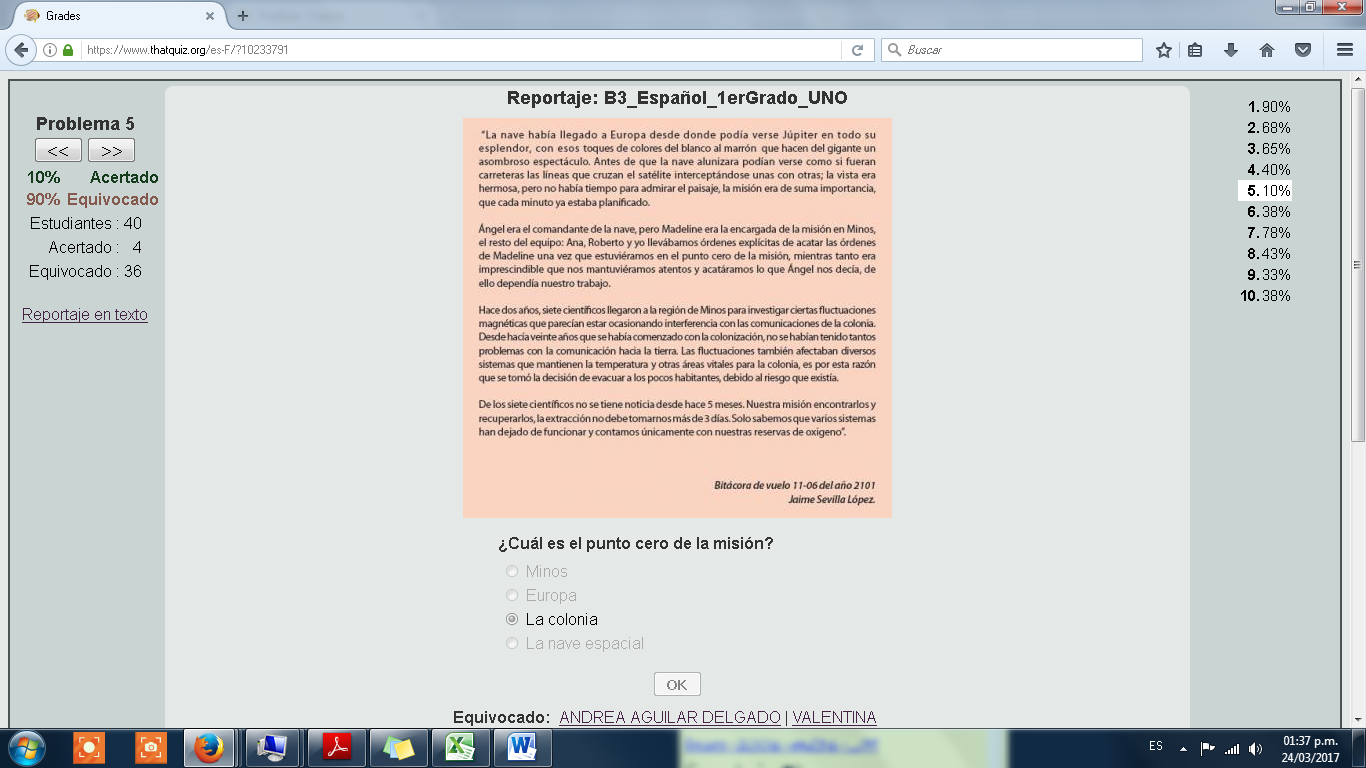 Grades
https://www.thatquiz.org/es-F/?10233791
Buscar
Reportaje: B3_Español_1erGrado_UNO
Problema 5
<< >>
10% Acertado
90% Equivocado
Estudiantes : 40
Acertado : 4
Equivocado : 36
Reportaje en texto
"La nave había llegado a Europa desde donde podía verse Júpiter en todo su
esplendor, con esos toques de colores del blanco al marrón que hacen del gigante un
asombroso espectáculo. Antes de que la nave alunizara podían verse como si fueran
carreteras las líneas que cruzan el satélite interceptándose unas con otras; la vista era
hermosa, pero no había tiempo para admirar el paisaje, la misión era de suma importancia,
que cada minuto ya estaba planificado.
Ángel era el comandante de la nave, pero Madeline era la encargada de la misión en Minos,
el resto del equipo: Ana, Roberto y yo llevábamos órdenes explícitas de acatar las órdenes
de Madeline una vez que estuviéramos en el punto cero de la misión, mientras tanto era
imprescindible que nos mantuviéramos atentos y acatáramos lo que Ángel nos decía, de
ello dependía nuestro trabajo.
Hace dos años, siete científicos llegaron a la región de Minos para investigar ciertas fluctuaciones
magnéticas que parecían estar ocasionando interferencia con las comunicaciones de la colonia.
Desde hacía veinte años que se había comenzado con la colonización, no se habían tenido tantos
problemas con la comunicación hacia la tierra. Las fluctuaciones también afectaban diversos
sistemas que mantienen la temperatura y otras áreas vitales para la colonia, es por esta razón
que se tomó la decisión de evacuar a los pocos habitantes, debido al riesgo que existía.
De los siete científicos no se tiene noticia desde hace 5 meses. Nuestra misión encontrarlos y
recuperarlos, la extracción no debe tomarnos más de 3 días. Solo sabemos que varios sistemas
han dejado de funcionar y contamos únicamente con nuestras reservas de oxigeno".
Bitácora de vuelo 11-06 del año 2101
Jaime Sevilla López.
¿Cuál es el punto cero de la misión?
Minos
Europa
La colonia
La nave espacial
OK
Equivocado: ANDREA AGUILAR DELGADO | VALENTINA
1. 90%
2. 68%
3. 65%
4. 40%
5. 10%
6. 38%
7. 78%
8. 43%
9. 33%
10. 38%
ES
01:37 p.m.
24/03/2017